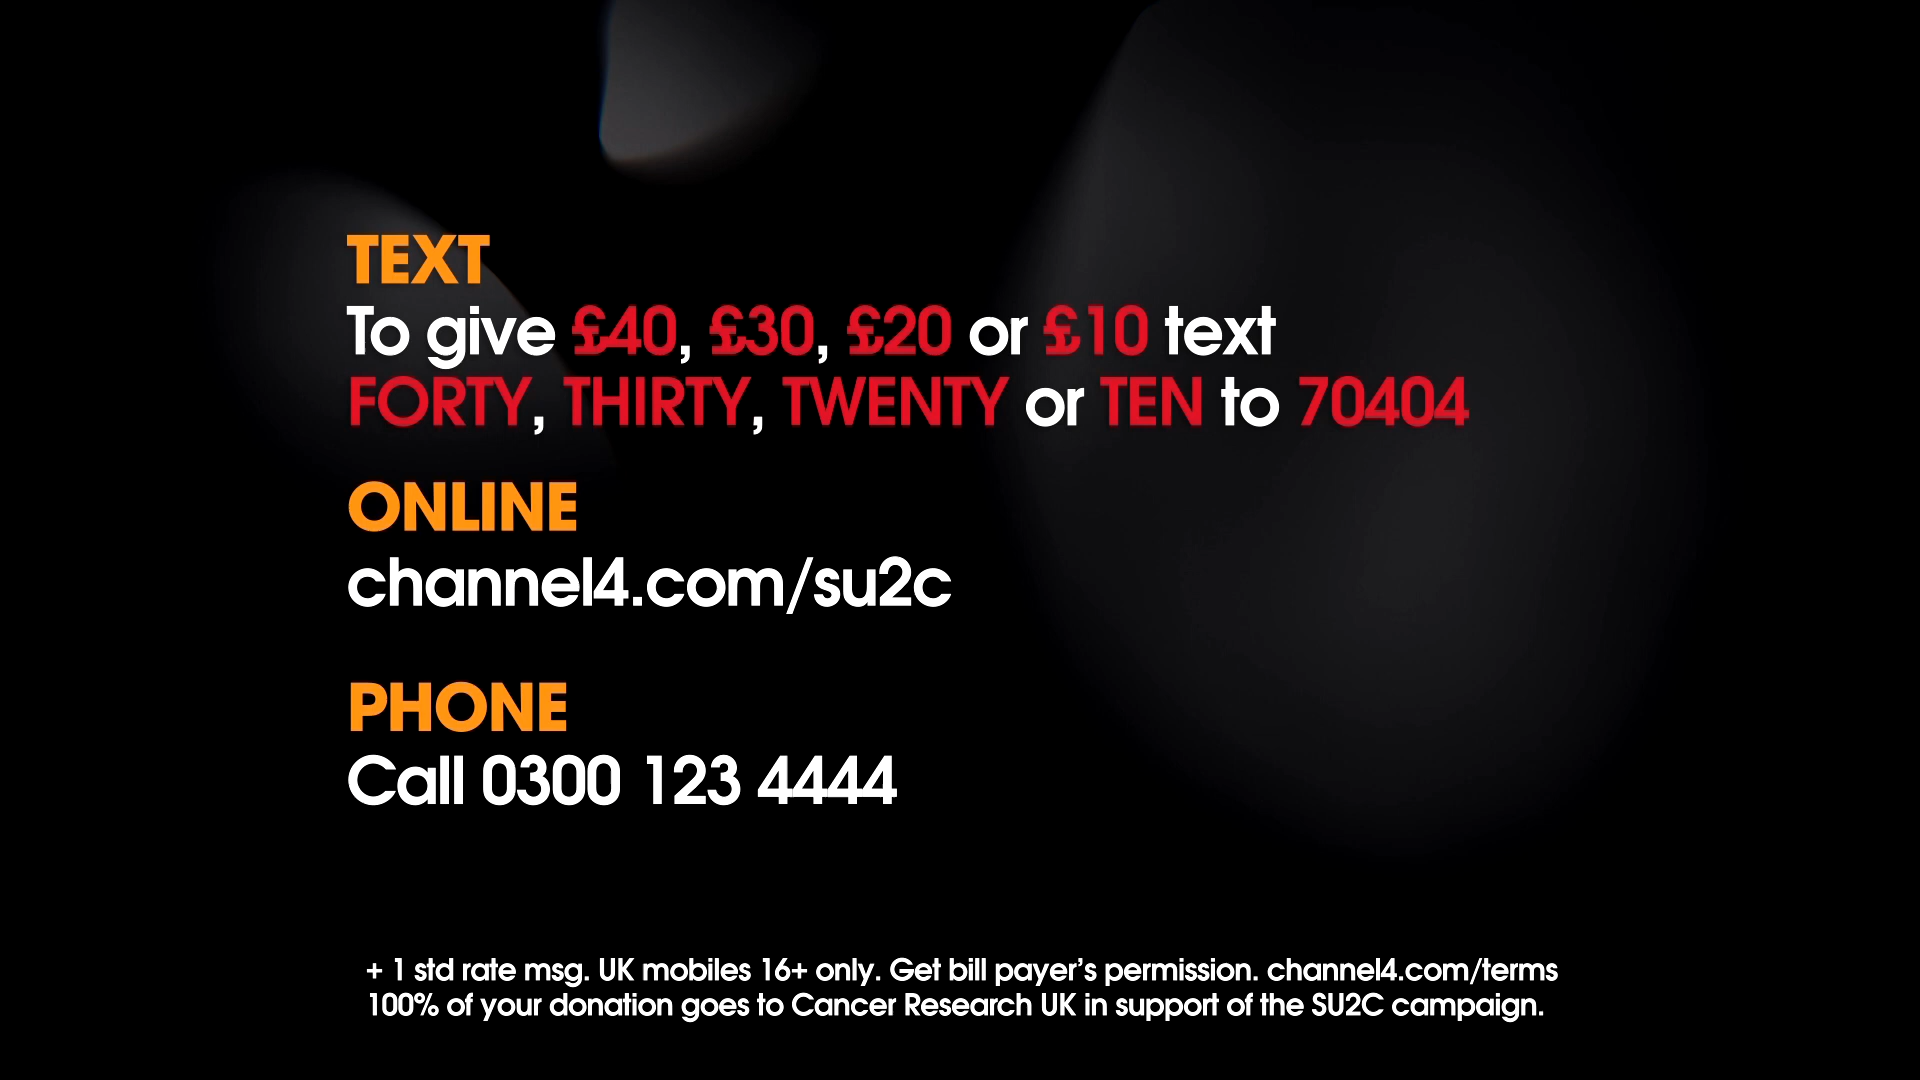 TEXT
To give £40, £30, £20 or £10 text
FORTY, THIRTY, TWENTY or TEN to 70404
ONLINE
channel4.com/su2c
PHONE
Call 0300 123 4444
+ 1 std rate msg. UK mobiles 16+ only. Get bill payer’s permission. channel4.com/terms
100% of your donation goes to Cancer Research UK in support of the SU2C campaign.